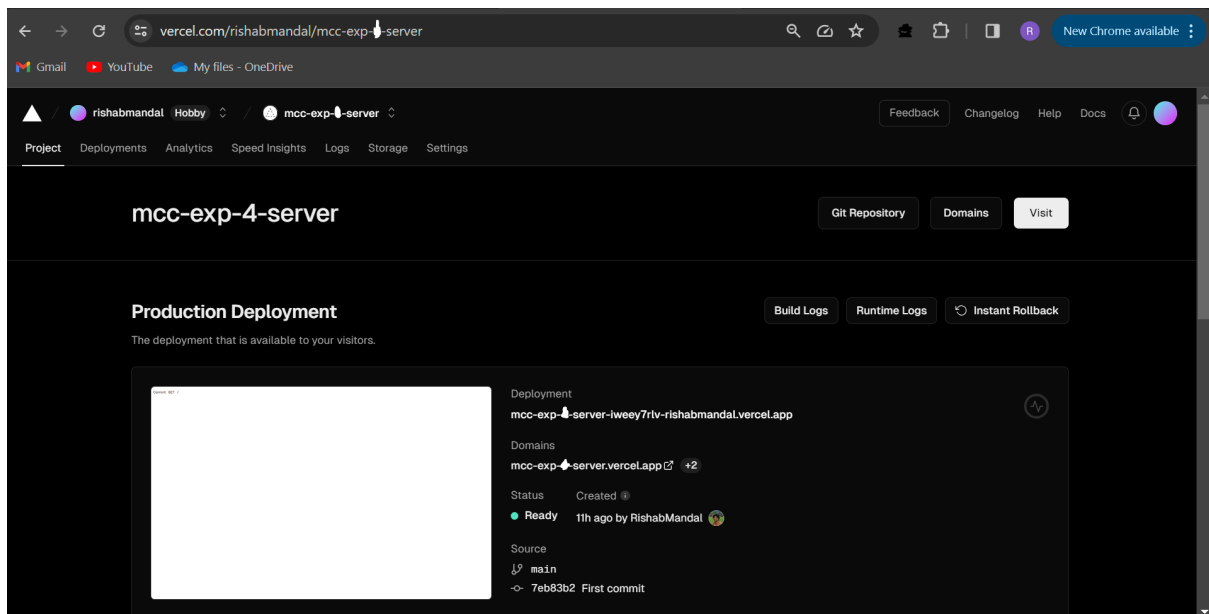 vercel.com/rishabmandal/mcc-exp- -server
New Chrome available
Gmail YouTube My files - OneDrive
rishabmandal Hobby mcc-exp- -server
Feedback Changelog Help Docs
Project Deployments Analytics Speed Insights Logs Storage Settings
mcc-exp-4-server
Git Repository Domains Visit
Production Deployment
Build Logs Runtime Logs Instant Rollback
The deployment that is available to your visitors.
Cannot GET /
Deployment
mcc-exp- -server-iweey7rlv-rishabmandal.vercel.app
Domains
mcc-exp- -server.vercel.app +2
Status Created
Ready 11h ago by RishabMandal
Source
main
7eb83b2 First commit